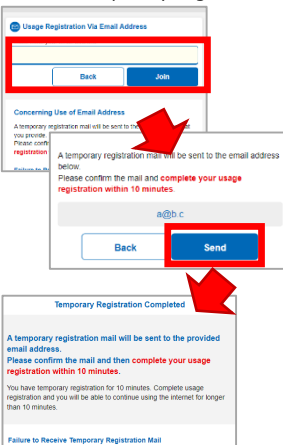 Usage Registration Via Email Address
Back
Join
Concerning Use of Email Address
A temporary registration mail will be sent to the
you provide.
Please
registration
A temporary registration mail will be sent to the email address
below.
Please confirm the mail and complete your usage
registration within 10 minutes.
a@b.c
Back
Send
Temporary Registration Completed
A temporary registration mail will be sent to the provided
email address.
Please confirm the mail and then complete your usage
registration within 10 minutes.
You have temporary registration for 10 minutes. Complete usage
registration and you will be able to continue using the internet for longer
than 10 minutes.
Failure to Receive Temporary Registration Mail